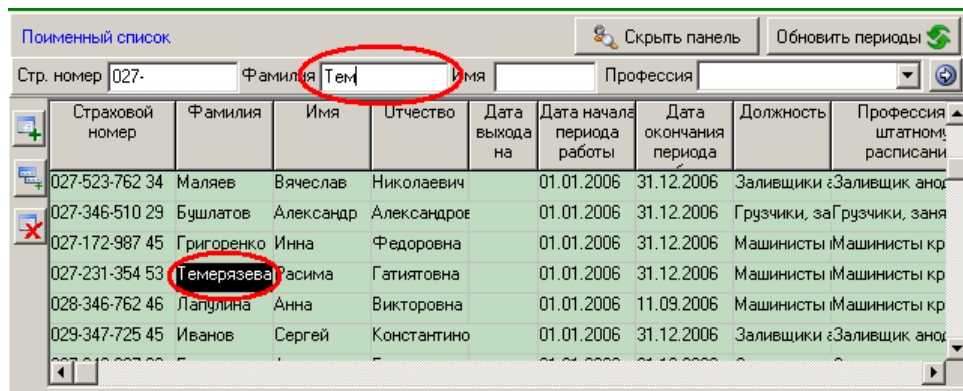 Поименный список Скрыть панель Обновить периоды
Стр. номер 027- Фамилия Тем Имя Профессия
Страховой номер Фамилия Имя Отчество Дата выхода на Дата начала периода работы Дата окончания периода Должность Профессия штатному расписани
027-523-762 34 Маляев Вячеслав Николаевич 01.01.2006 31.12.2006 Заливщики Заливщик анод
027-346-510 29 Бушлатов Александр Александров 01.01.2006 31.12.2006 Грузчики, за Грузчики, заня
027-172-987 45 Григоренко Инна Федоровна 01.01.2006 31.12.2006 Машинисты Машинисты кр
027-231-354 53 Темерязева Расима Гатиятовна 01.01.2006 31.12.2006 Машинисты Машинисты кр
028-346-762 46 Лапулина Анна Викторовна 01.01.2006 11.09.2006 Машинисты Машинисты кр
029-347-725 45 Иванов Сергей Константино 01.01.2006 31.12.2006 Заливщики Заливщик анод